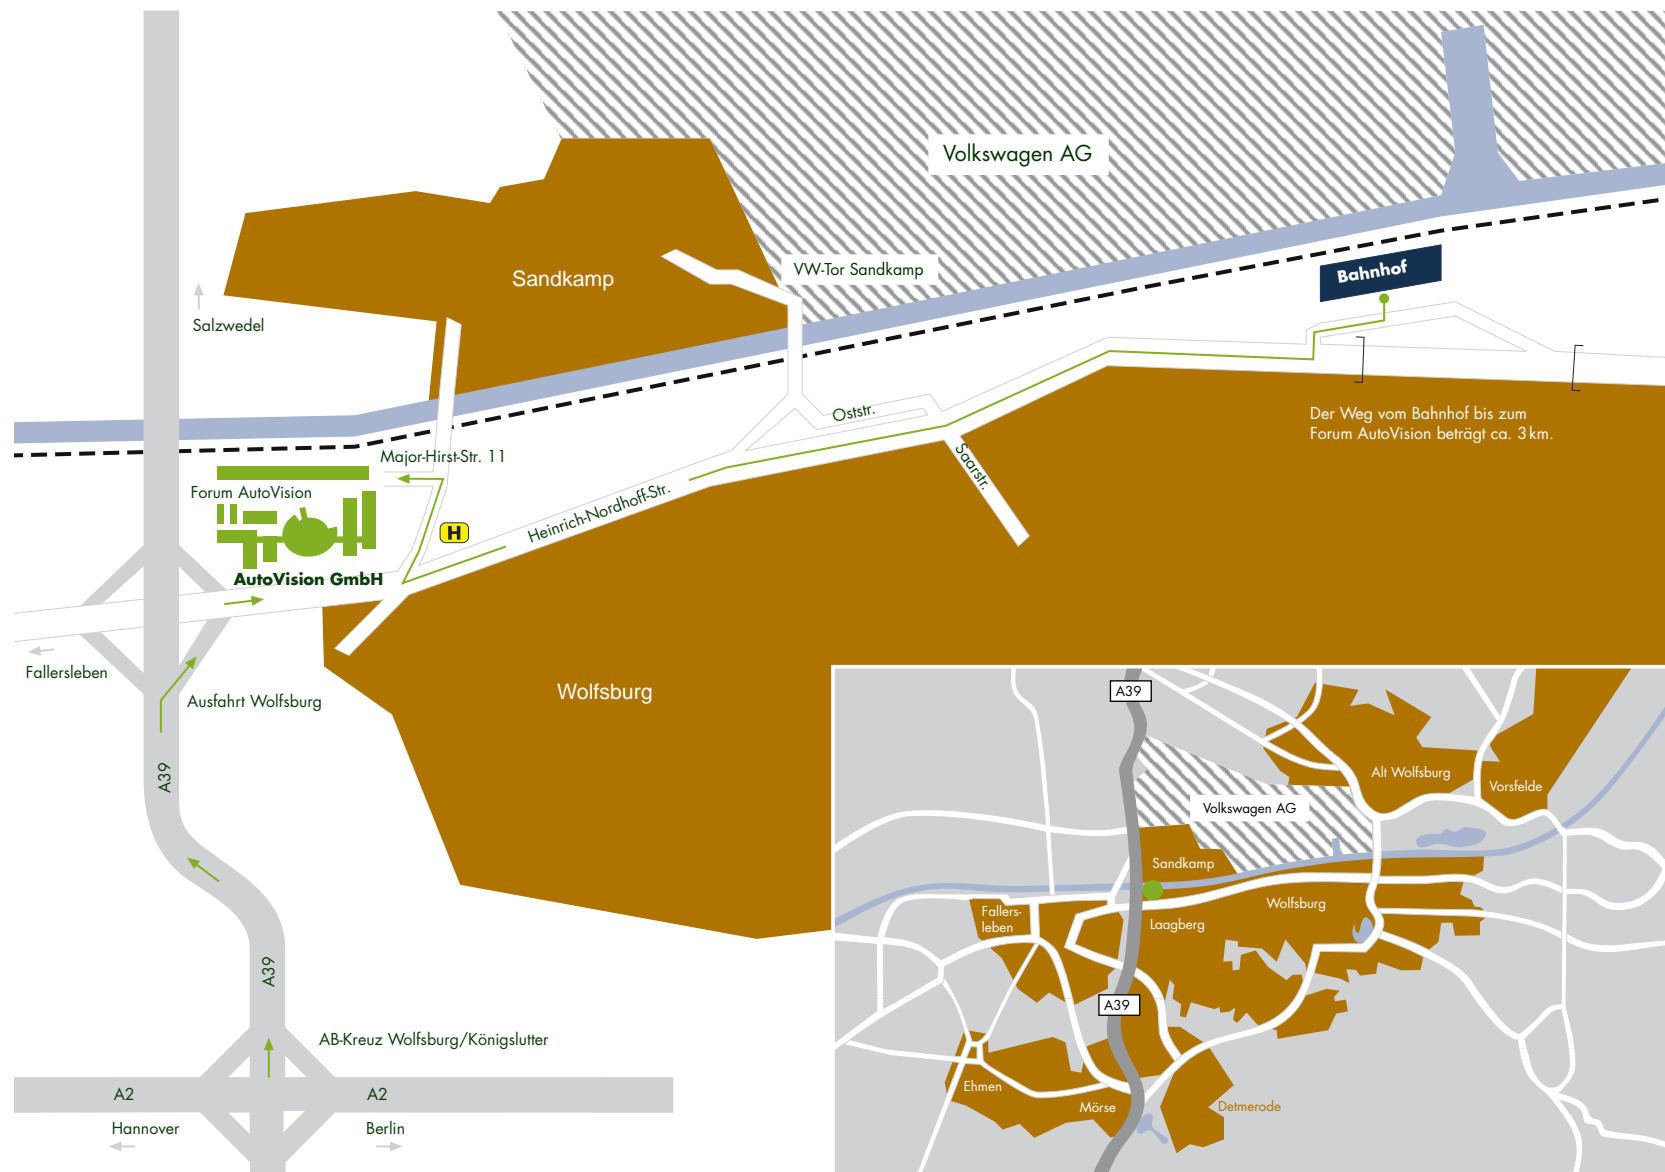 Volkswagen AG
Sandkamp
VW-Tor Sandkamp
Bahnhof
Salzwedel
Oststr.
Der Weg vom Bahnhof bis zum
Forum AutoVision beträgt ca. 3 km.
Major-Hirst-Str. 11
Saarstr.
Forum AutoVision
Heinrich-Nordhoff-Str.
H
AutoVision GmbH
Fallersleben
Ausfahrt Wolfsburg
Wolfsburg
A39
A39
AB-Kreuz Wolfsburg/Königslutter
A2
A2
Hannover
Berlin
A39
Alt Wolfsburg
Vorsfelde
Volkswagen AG
Sandkamp
Wolfsburg
Fallers-
leben
Laagberg
A39
Ehmen
Mörse
Detmerode